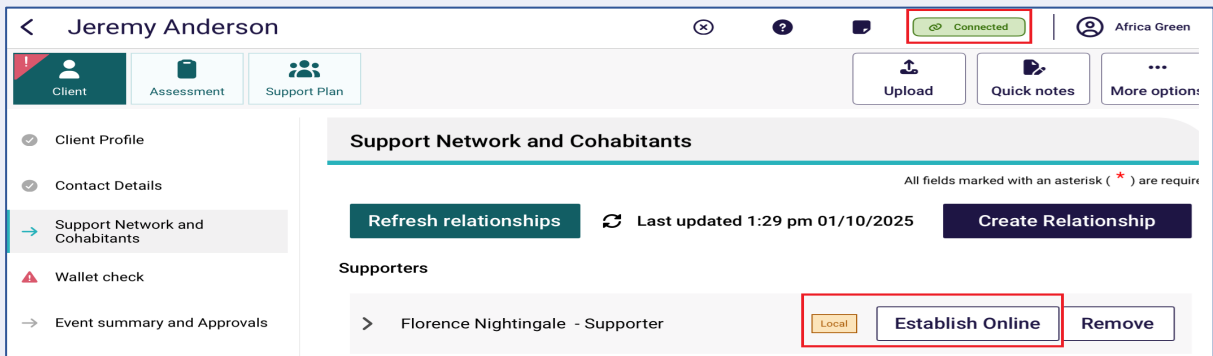 Jeremy Anderson
Connected
Africa Green
Client
Assessment
Support Plan
Upload
Quick notes
More options
Client Profile
Contact Details
Support Network and
Cohabitants
Wallet check
Event summary and Approvals
Support Network and Cohabitants
All fields marked with an asterisk ( * ) are require
Refresh relationships
Last updated 1:29 pm 01/10/2025
Create Relationship
Supporters
Florence Nightingale - Supporter
Local
Establish Online
Remove